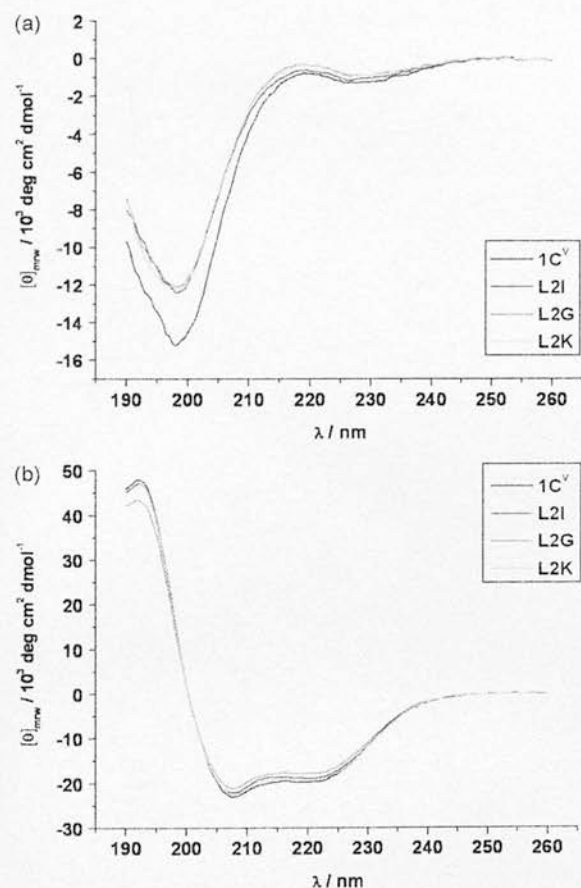 (a)
2
0
-2
-4
-6
-8
-10
-12
-14
-16
[θ]mrw / 10³ deg cm² dmol⁻¹
1Cᵛ
L2I
L2G
L2K
190 200 210 220 230 240 250 260
λ / nm
(b)
50
40
30
20
10
0
-10
-20
-30
[θ]mrw / 10³ deg cm² dmol⁻¹
1Cᵛ
L2I
L2G
L2K
190 200 210 220 230 240 250 260
λ / nm